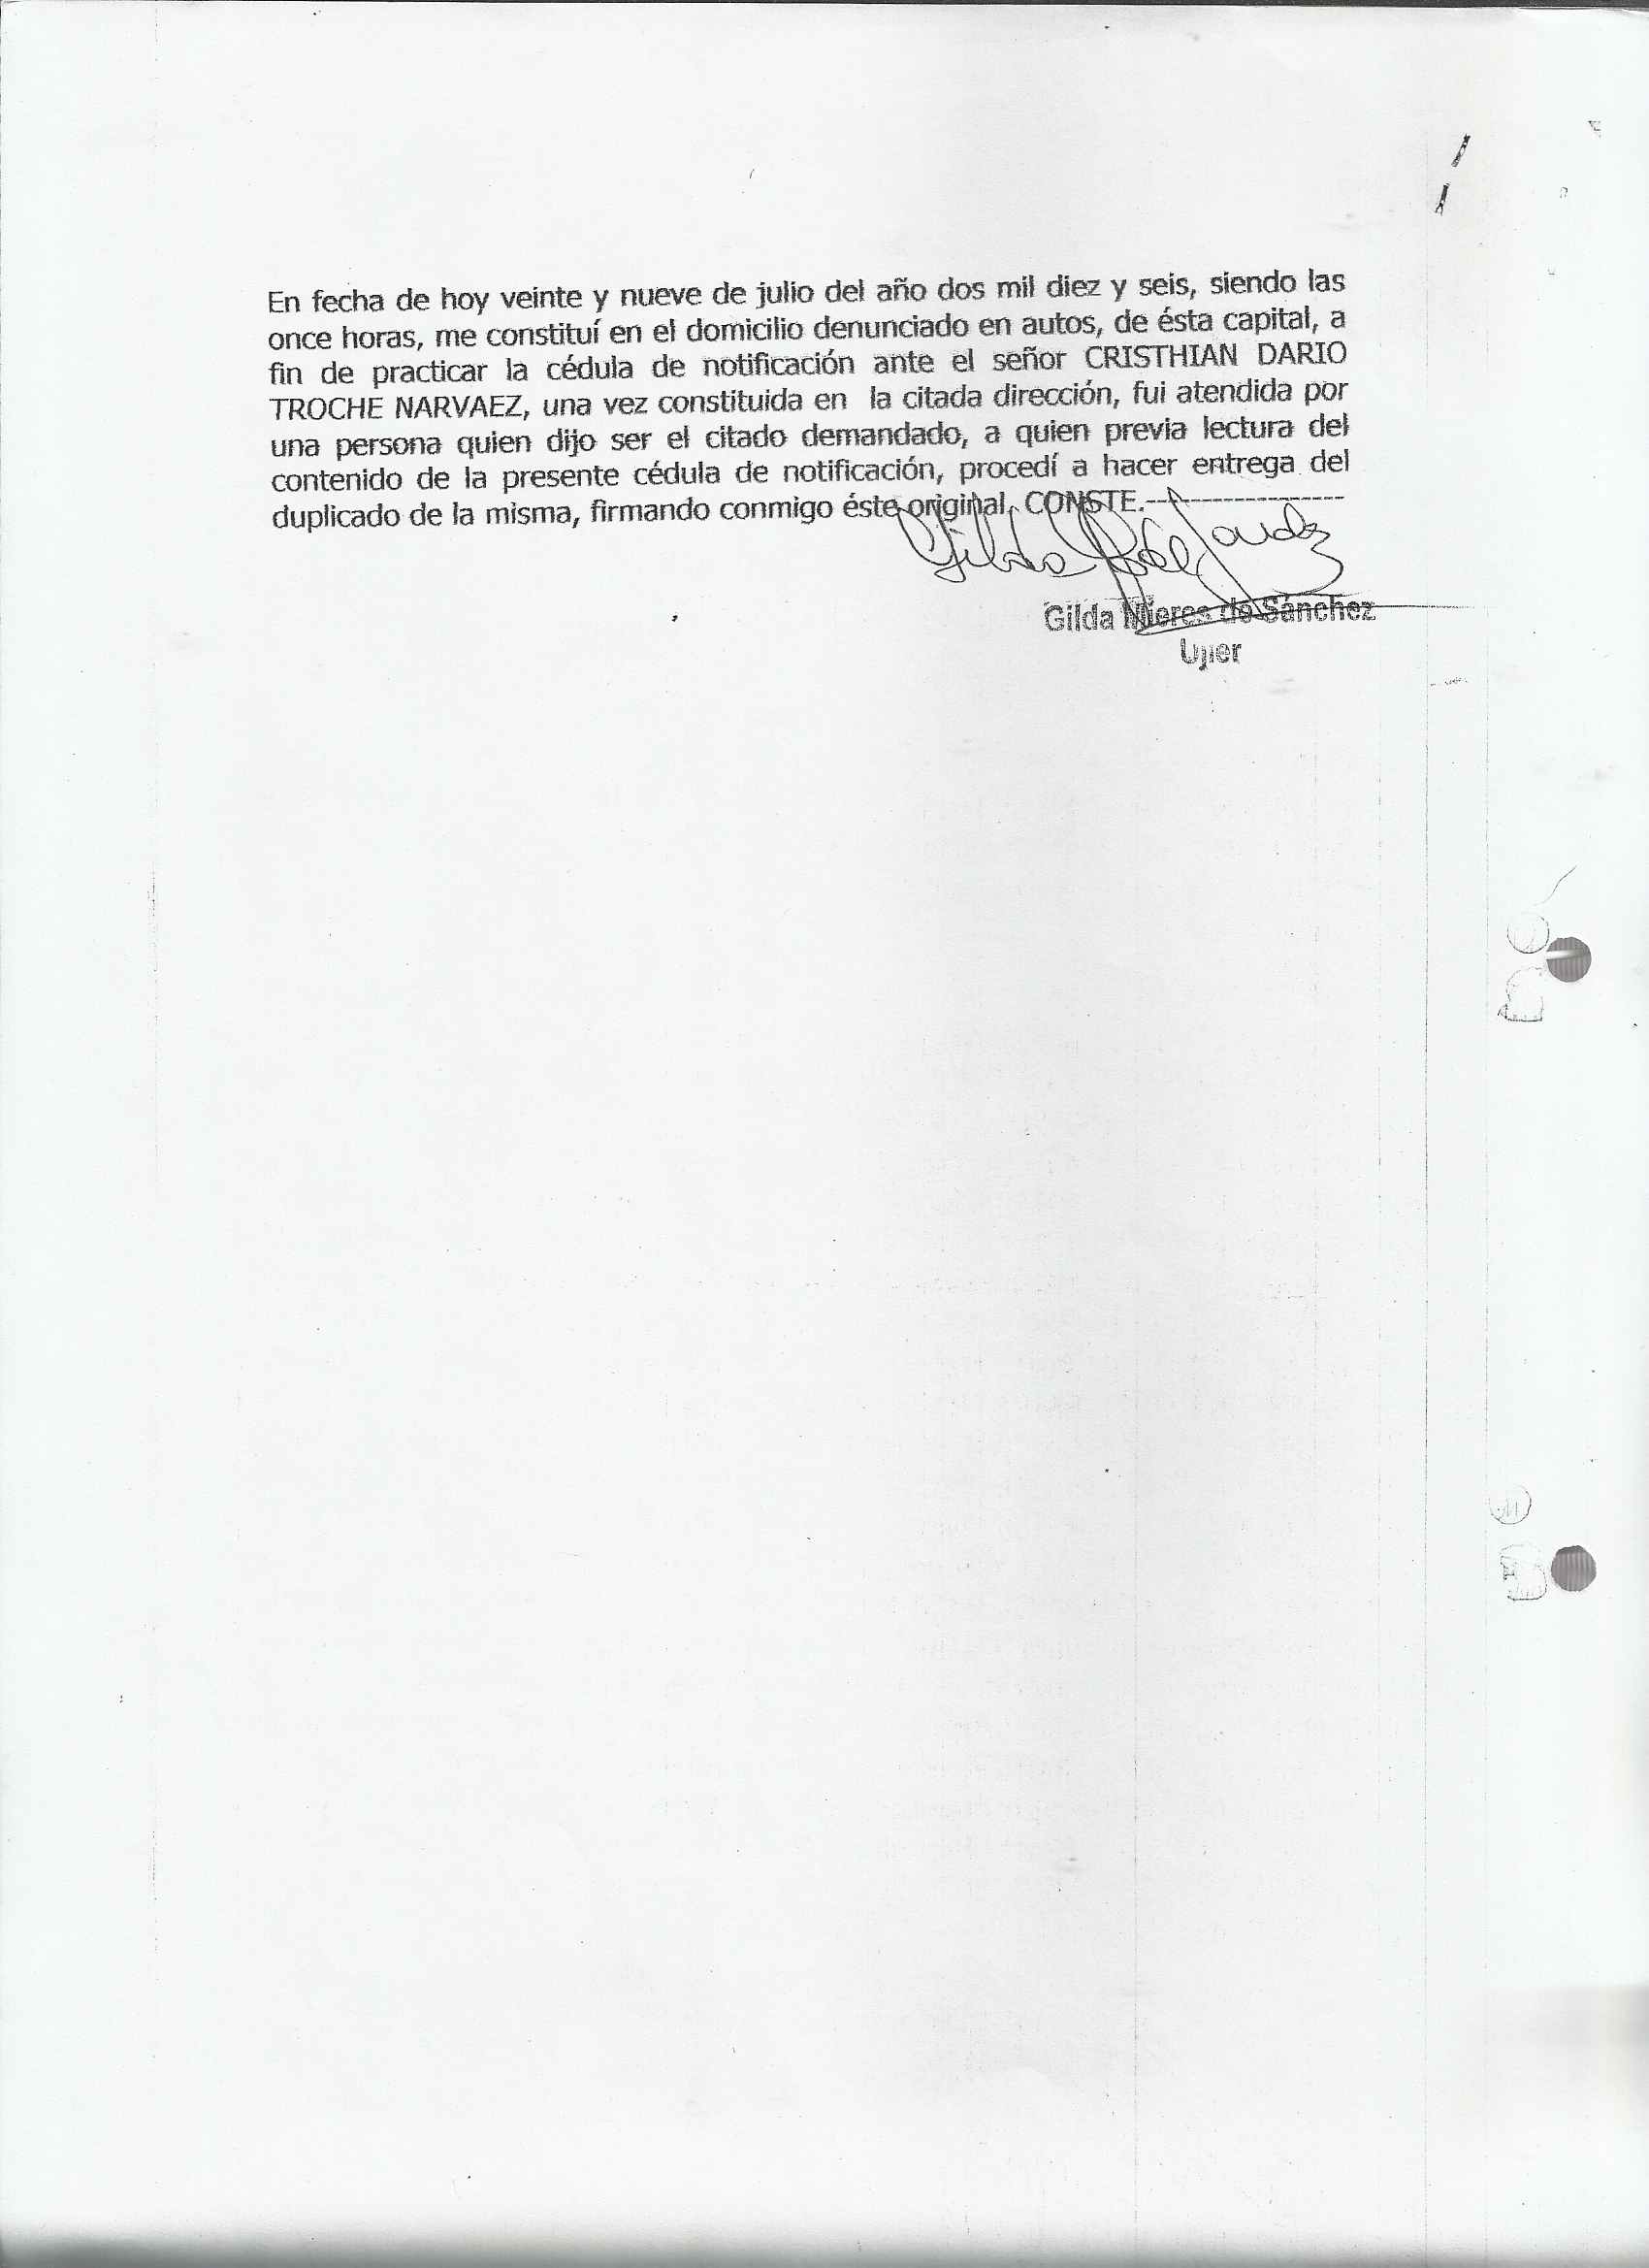 En fecha de hoy veinte y nueve de julio del año dos mil diez y seis, siendo las
once horas, me constituí en el domicilio denunciado en autos, de ésta capital, a
fin de practicar la cédula de notificación ante el señor CRISTHIAN DARIO
TROCHE NARVAEZ, una vez constituida en la citada dirección, fui atendida por
una persona quien dijo ser el citado demandado, a quien previa lectura del
contenido de la presente cédula de notificación, procedí a hacer entrega del
duplicado de la misma, firmando conmigo éste original. CONSTE.------------------
Gilda
Gilda Mieres de Sánchez
Ujier